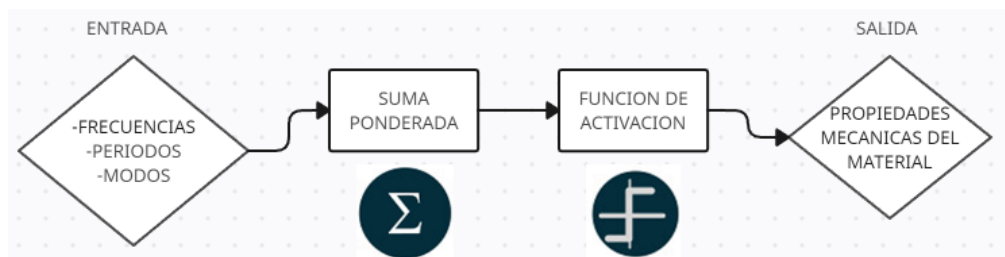 ENTRADA
SALIDA
-FRECUENCIAS
-PERIODOS
-MODOS
SUMA
PONDERADA
FUNCION DE
ACTIVACION
PROPIEDADES
MECANICAS DEL
MATERIAL
Σ